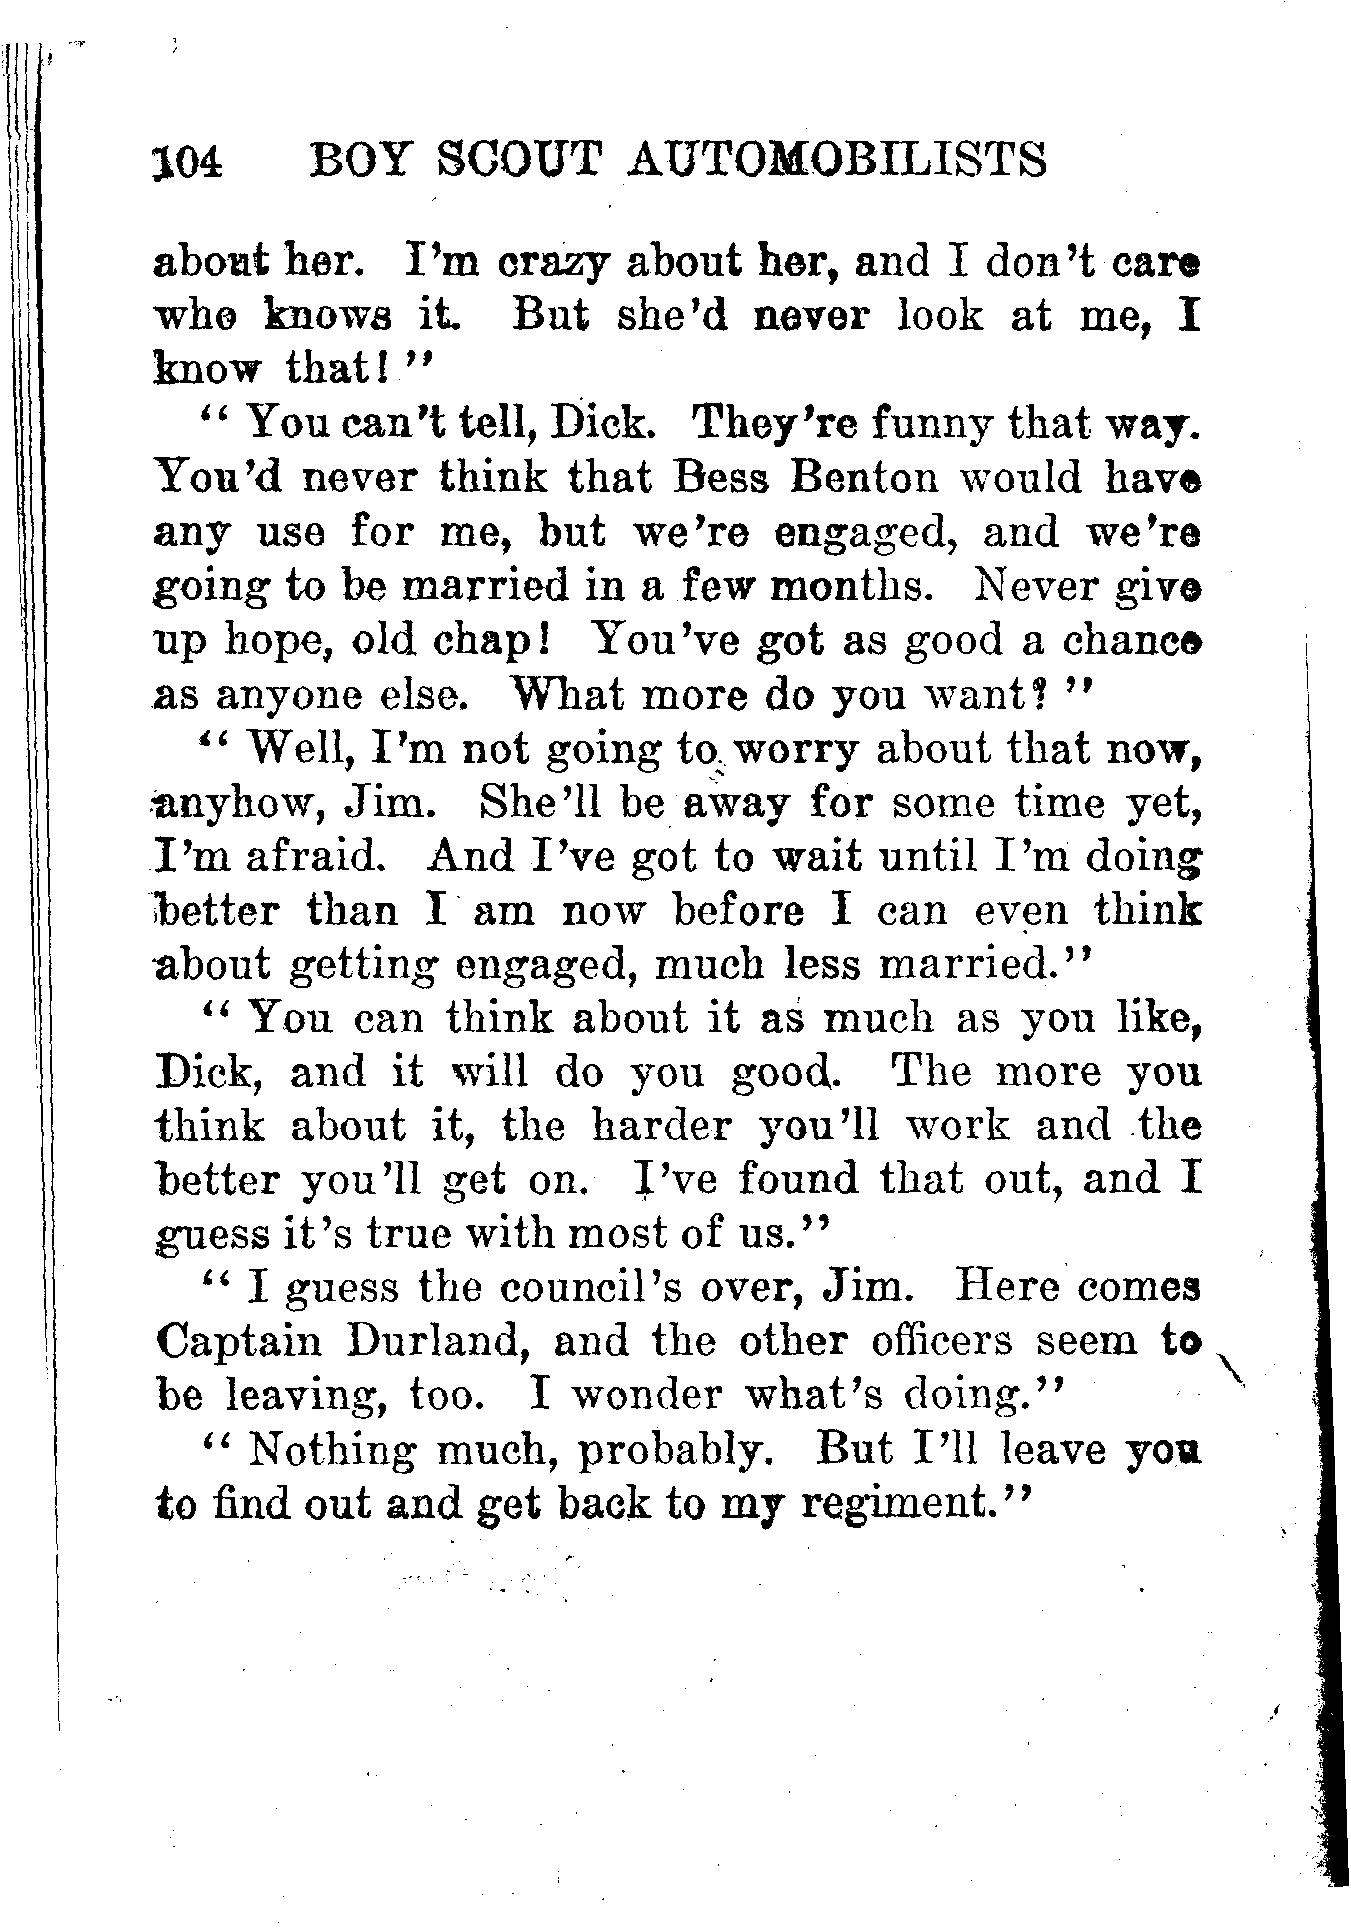 104 BOY SCOUT AUTOMOBILISTS
about her. I'm crazy about her, and I don't care
who knows it. But she'd never look at me, I
know that! "
" You can't tell, Dick. They're funny that way.
You'd never think that Bess Benton would have
any use for me, but we're engaged, and we're
going to be married in a few months. Never give
up hope, old chap! You've got as good a chance
as anyone else. What more do you want? "
" Well, I'm not going to worry about that now,
anyhow, Jim. She'll be away for some time yet,
I'm afraid. And I've got to wait until I'm doing
better than I am now before I can even think
about getting engaged, much less married."
" You can think about it as much as you like,
Dick, and it will do you good. The more you
think about it, the harder you'll work and the
better you'll get on. I've found that out, and I
guess it's true with most of us."
" I guess the council's over, Jim. Here comes
Captain Durland, and the other officers seem to
be leaving, too. I wonder what's doing."
" Nothing much, probably. But I'll leave you
to find out and get back to my regiment."